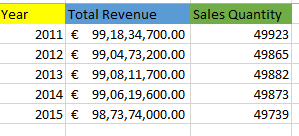 Year Total Revenue Sales Quantity
2011 € 99,18,34,700.00 49923
2012 € 99,04,73,200.00 49865
2013 € 99,08,11,700.00 49882
2014 € 99,06,19,600.00 49873
2015 € 98,73,74,000.00 49739